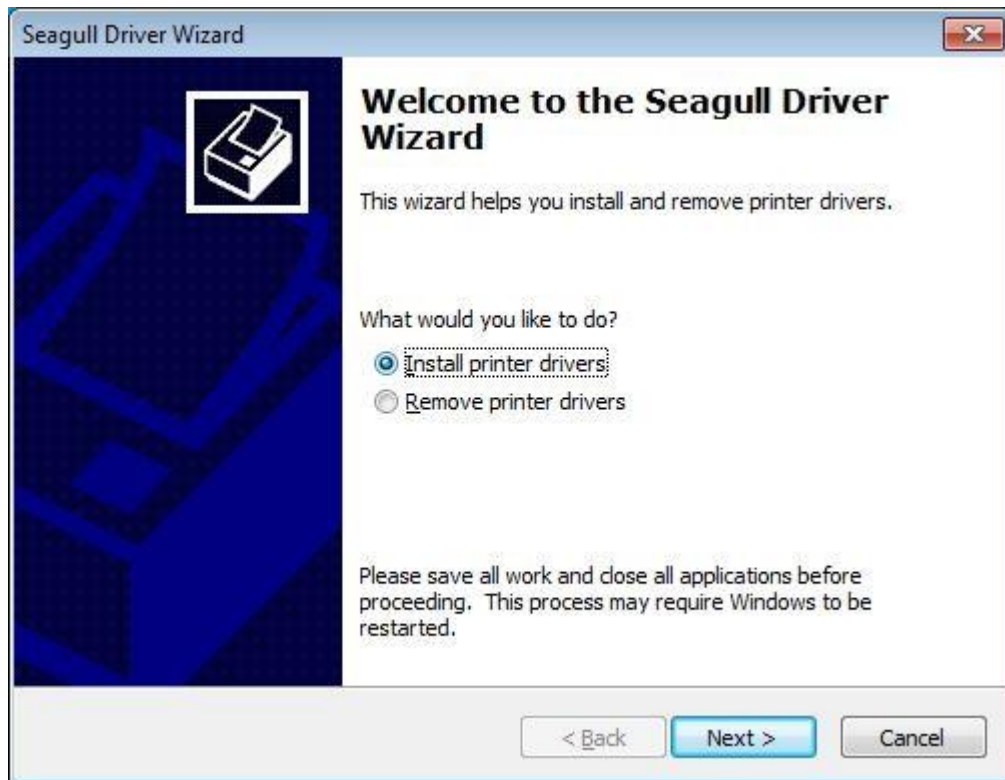 Seagull Driver Wizard
Welcome to the Seagull Driver
Wizard
This wizard helps you install and remove printer drivers.
What would you like to do?
Install printer drivers
Remove printer drivers
Please save all work and close all applications before
proceeding.  This process may require Windows to be
restarted.
< Back
Next >
Cancel